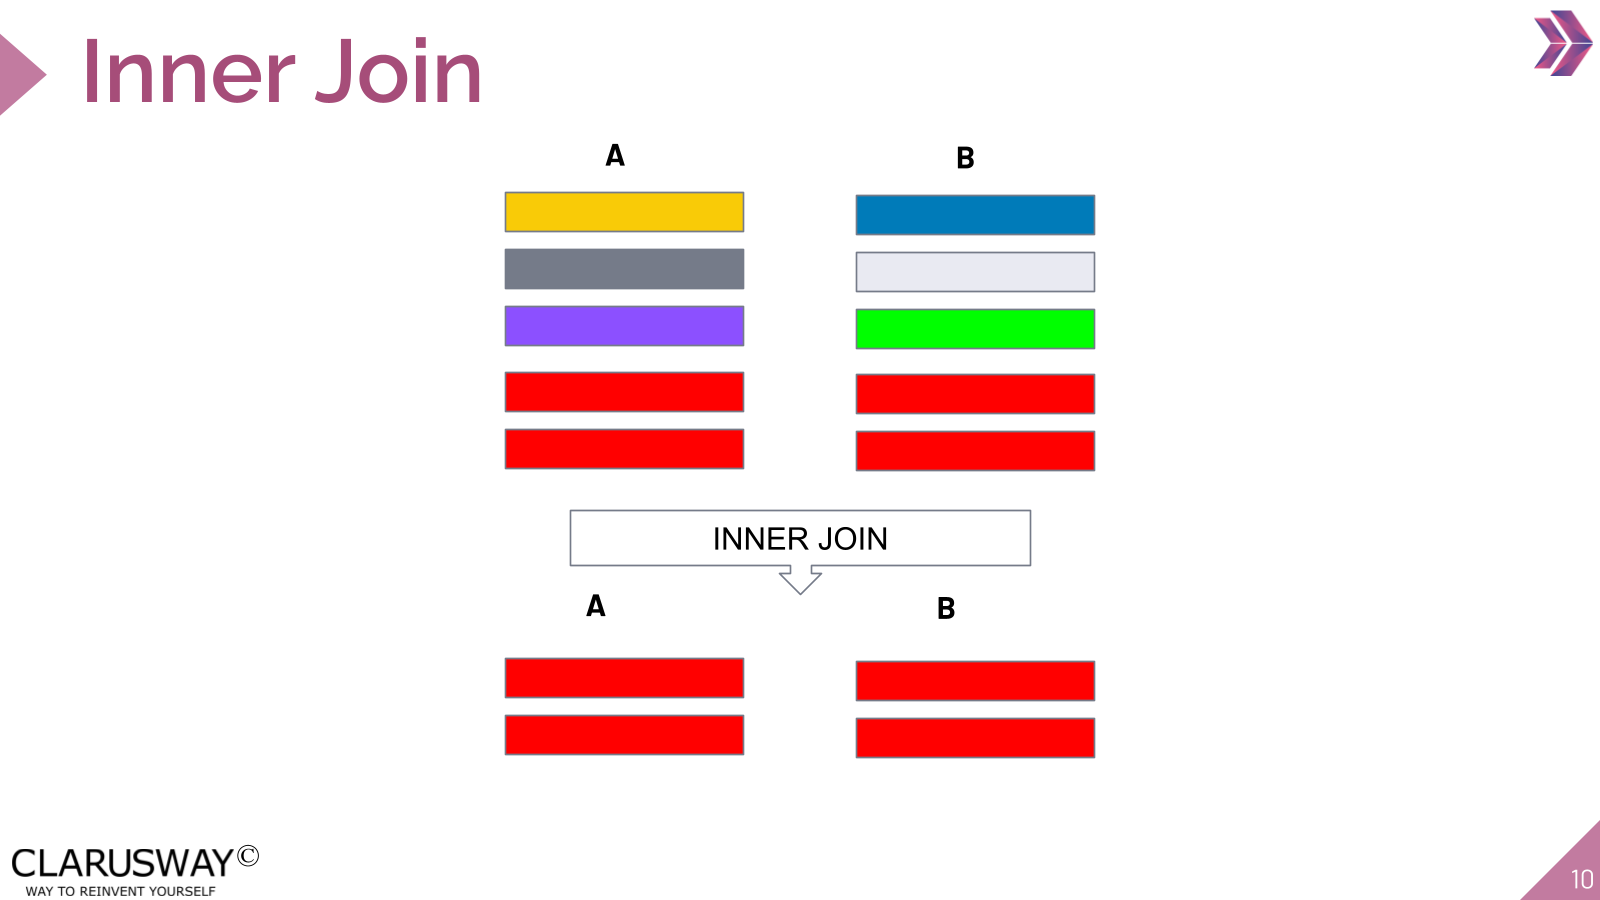 Inner Join
A
B
INNER JOIN
A
B
CLARUSWAY©
WAY TO REINVENT YOURSELF
10